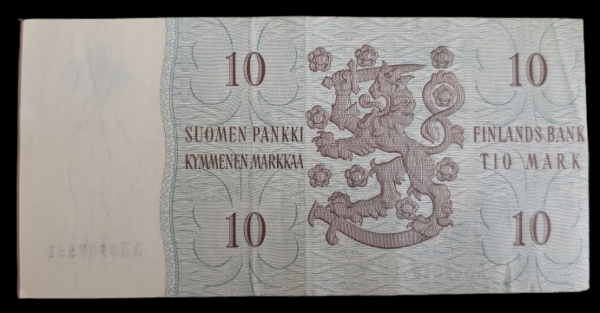 10 10
SUOMEN PANKKI FINLANDS BANK
KYMMENEN MARKKAA TIO MARK
10 10